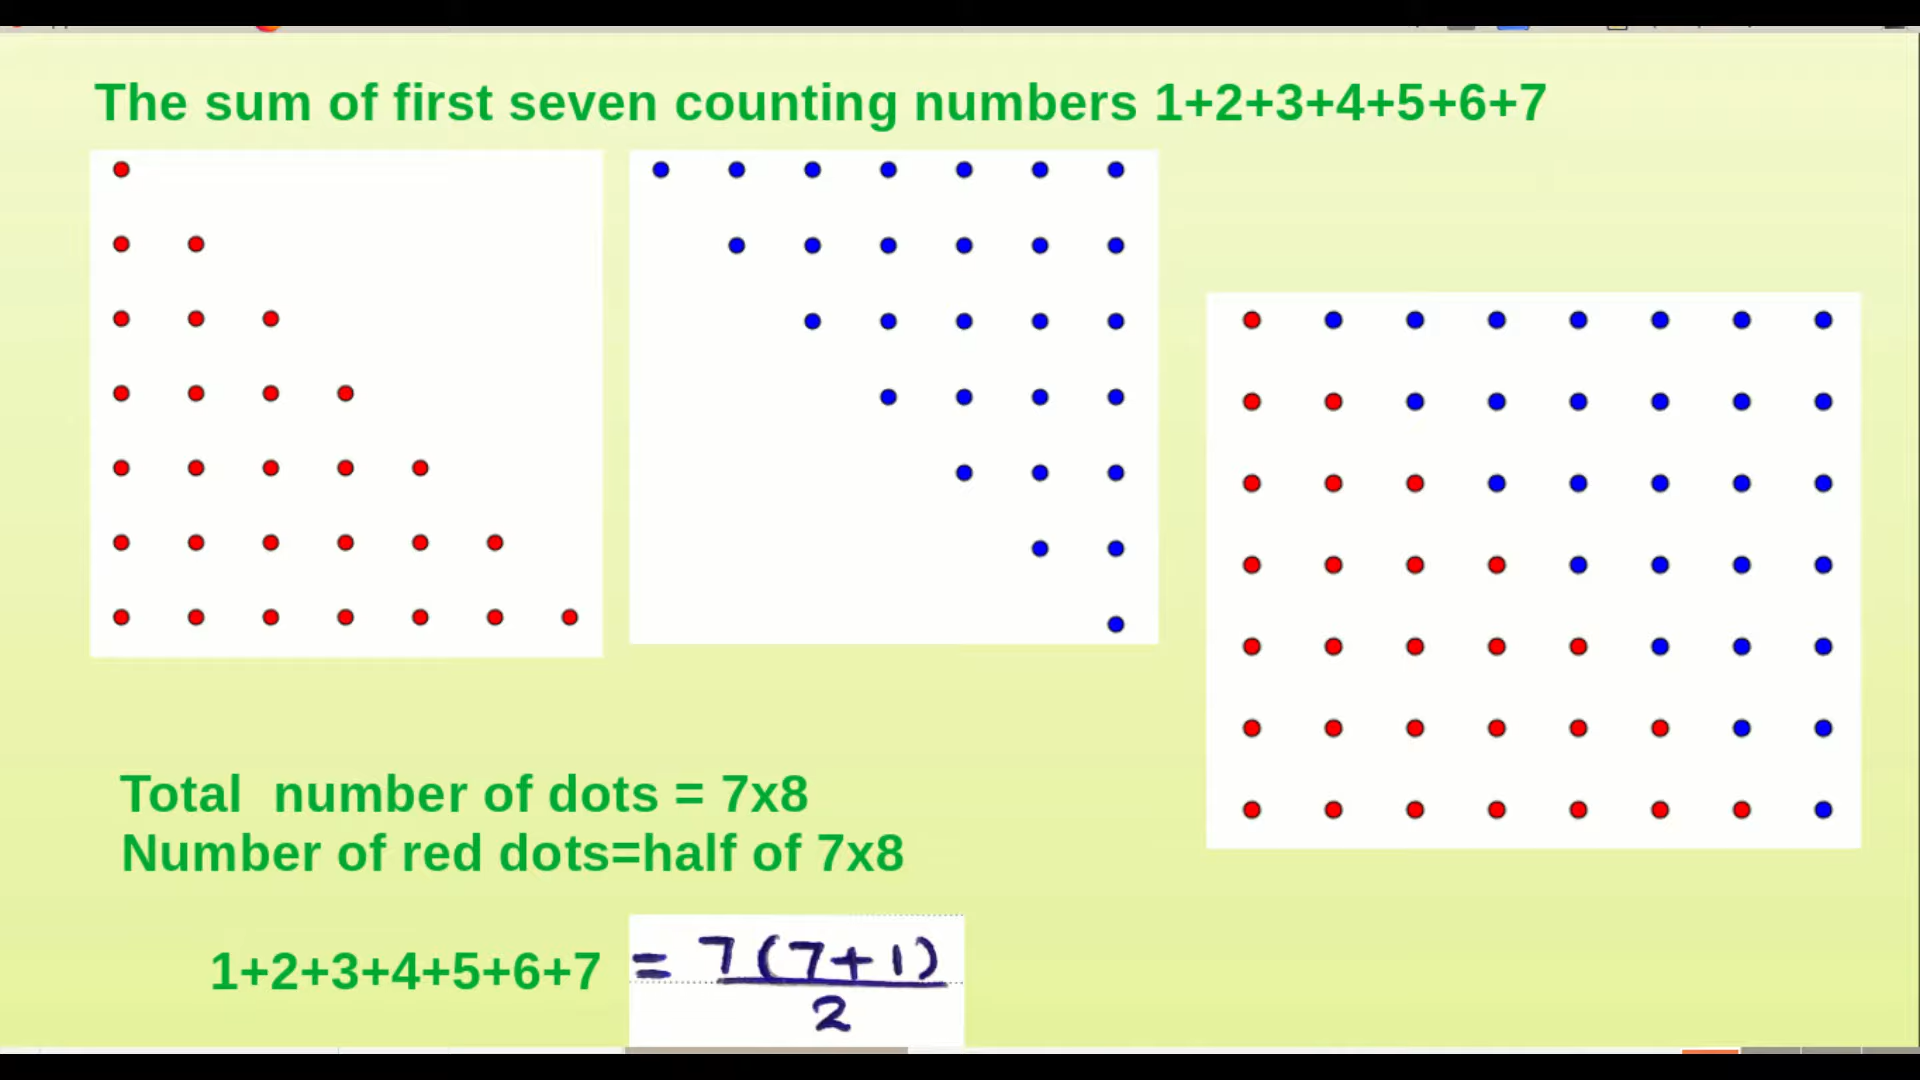 The sum of first seven counting numbers 1+2+3+4+5+6+7
Total number of dots = 7x8
Number of red dots=half of 7x8
1+2+3+4+5+6+7 = 7(7+1)
2